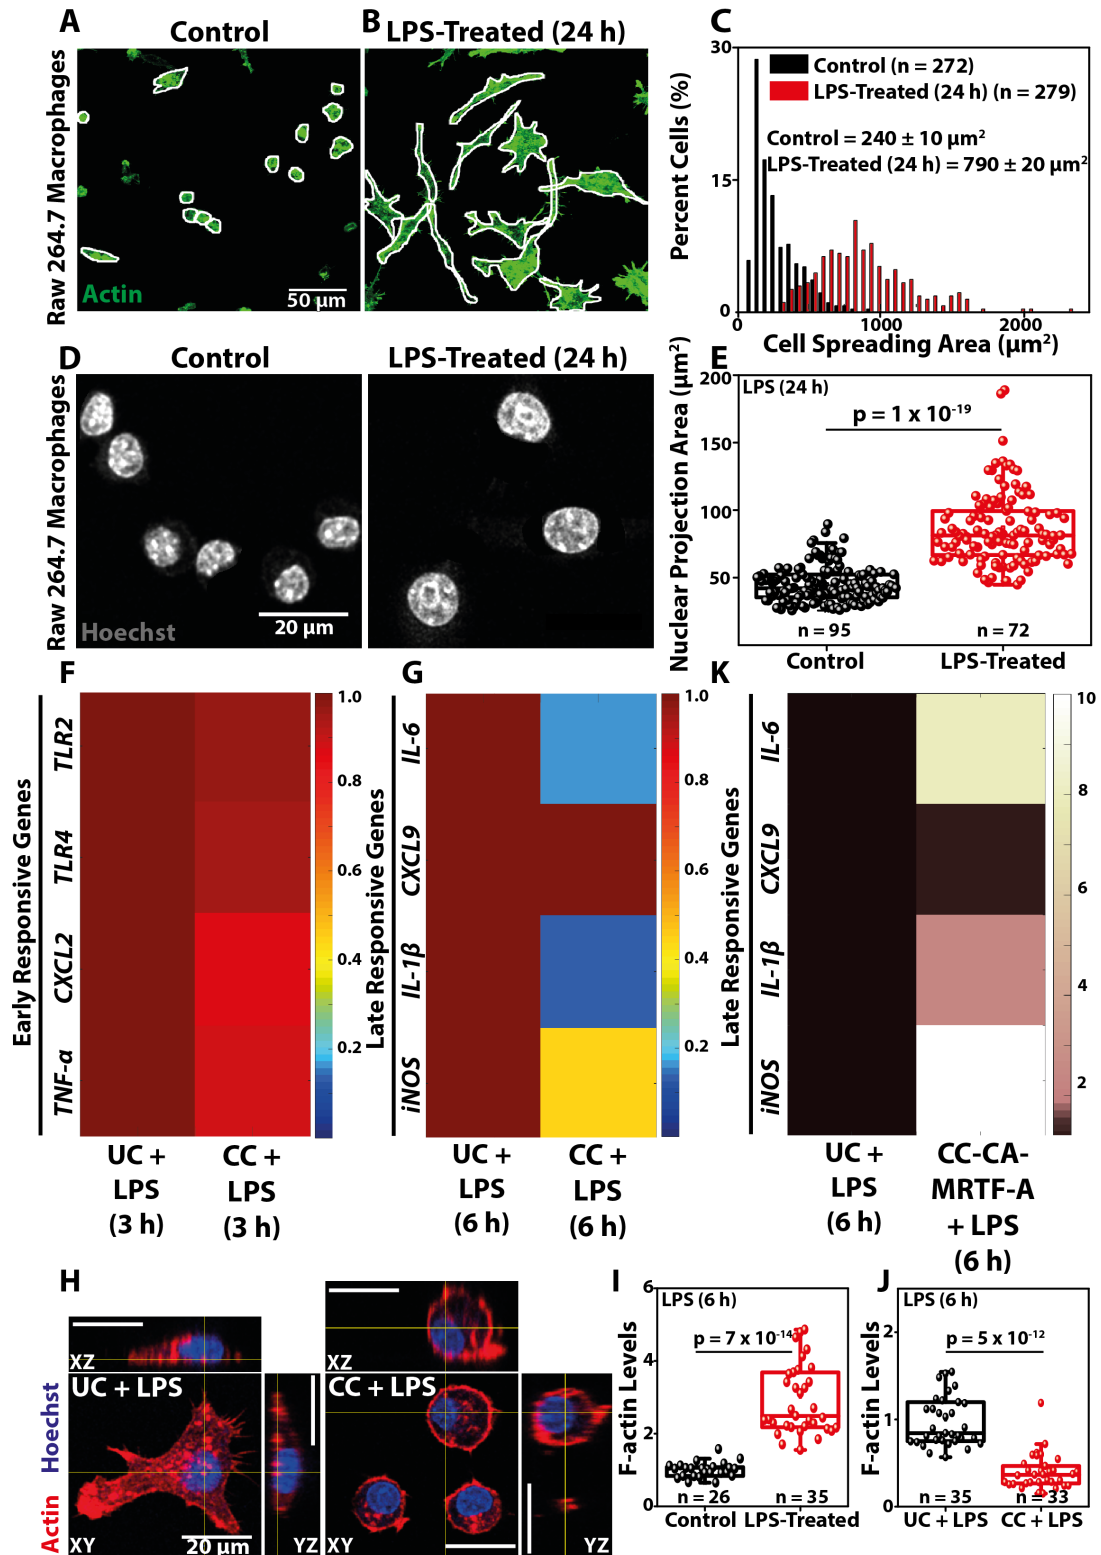 A
Control
B
LPS-Treated (24 h)
Raw 264.7 Macrophages
Actin
50 µm
C
Percent Cells (%)
30
15
0
Control (n = 272)
LPS-Treated (24 h) (n = 279)
Control = 240 ± 10 µm²
LPS-Treated (24 h) = 790 ± 20 µm²
0
1000
2000
Cell Spreading Area (µm²)
D
Control
LPS-Treated (24 h)
Raw 264.7 Macrophages
Hoechst
20 µm
E
Nuclear Projection Area (µm²)
200
150
100
50
LPS (24 h)
p = 1 x 10⁻¹⁹
n = 95
n = 72
Control
LPS-Treated
F
Early Responsive Genes
TLR2
TLR4
CXCL2
TNF-α
1.0
0.8
0.6
0.4
0.2
UC +
LPS
(3 h)
CC +
LPS
(3 h)
G
Late Responsive Genes
IL-6
CXCL9
IL-1β
iNOS
1.0
0.8
0.6
0.4
0.2
UC +
LPS
(6 h)
CC +
LPS
(6 h)
K
Late Responsive Genes
IL-6
CXCL9
IL-1β
iNOS
10
8
6
4
2
UC +
LPS
(6 h)
CC-CA-
MRTF-A
+ LPS
(6 h)
H
Actin Hoechst
XZ
UC + LPS
XY
20 µm
YZ
XZ
CC + LPS
XY
YZ
I
F-actin Levels
6
4
2
0
LPS (6 h)
p = 7 x 10⁻¹⁴
n = 26
n = 35
Control
LPS-Treated
J
F-actin Levels
2
1
0
LPS (6 h)
p = 5 x 10⁻¹²
n = 35
n = 33
UC + LPS
CC + LPS